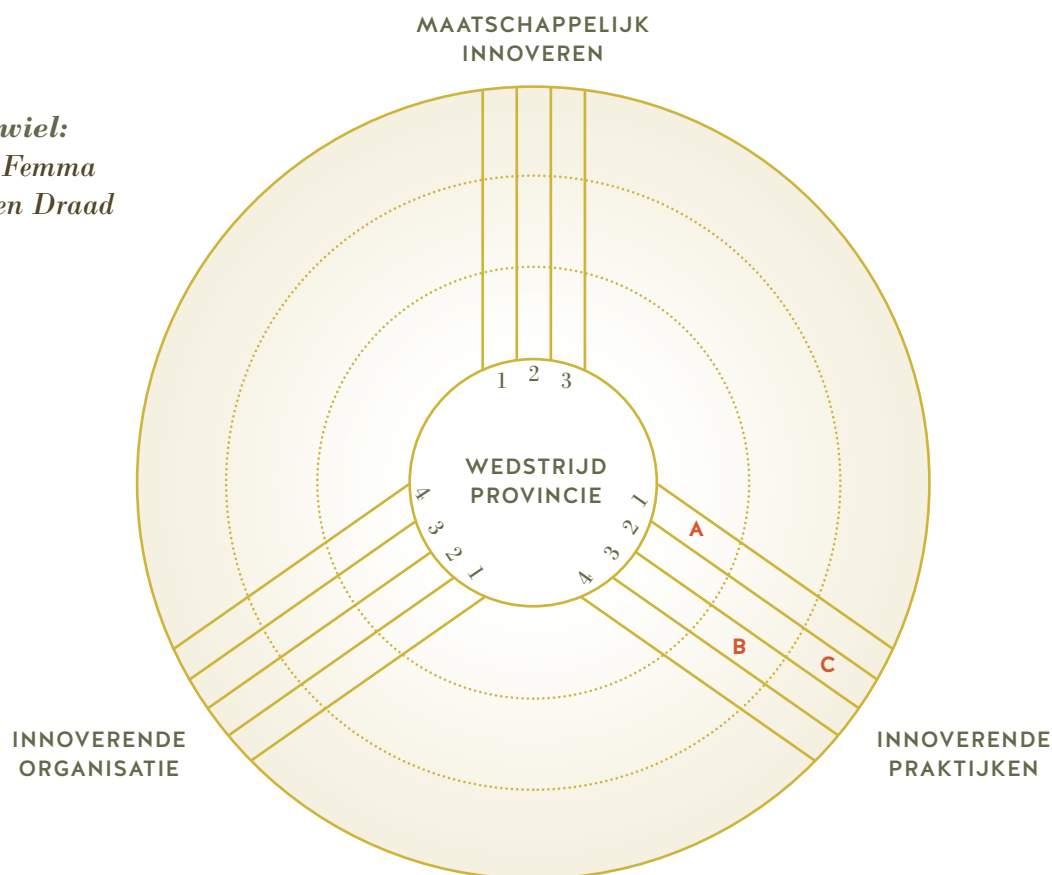 MAATSCHAPPELIJK
INNOVEREN
wiel:
Femma
en Draad
1 2 3
WEDSTRIJD
PROVINCIE
4
3
2
1
1
2
3
4
A
B
C
INNOVERENDE
ORGANISATIE
INNOVERENDE
PRAKTIJKEN